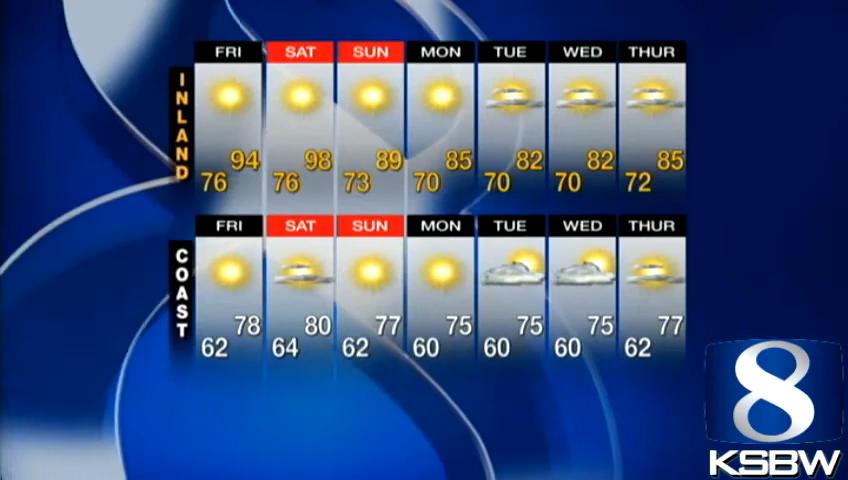 FRI SAT SUN MON TUE WED THUR
INLAND
94 98 89 85 82 82 85
76 76 73 70 70 70 72
FRI SAT SUN MON TUE WED THUR
COAST
78 80 77 75 75 75 77
62 64 62 60 60 60 62
8
KSBW